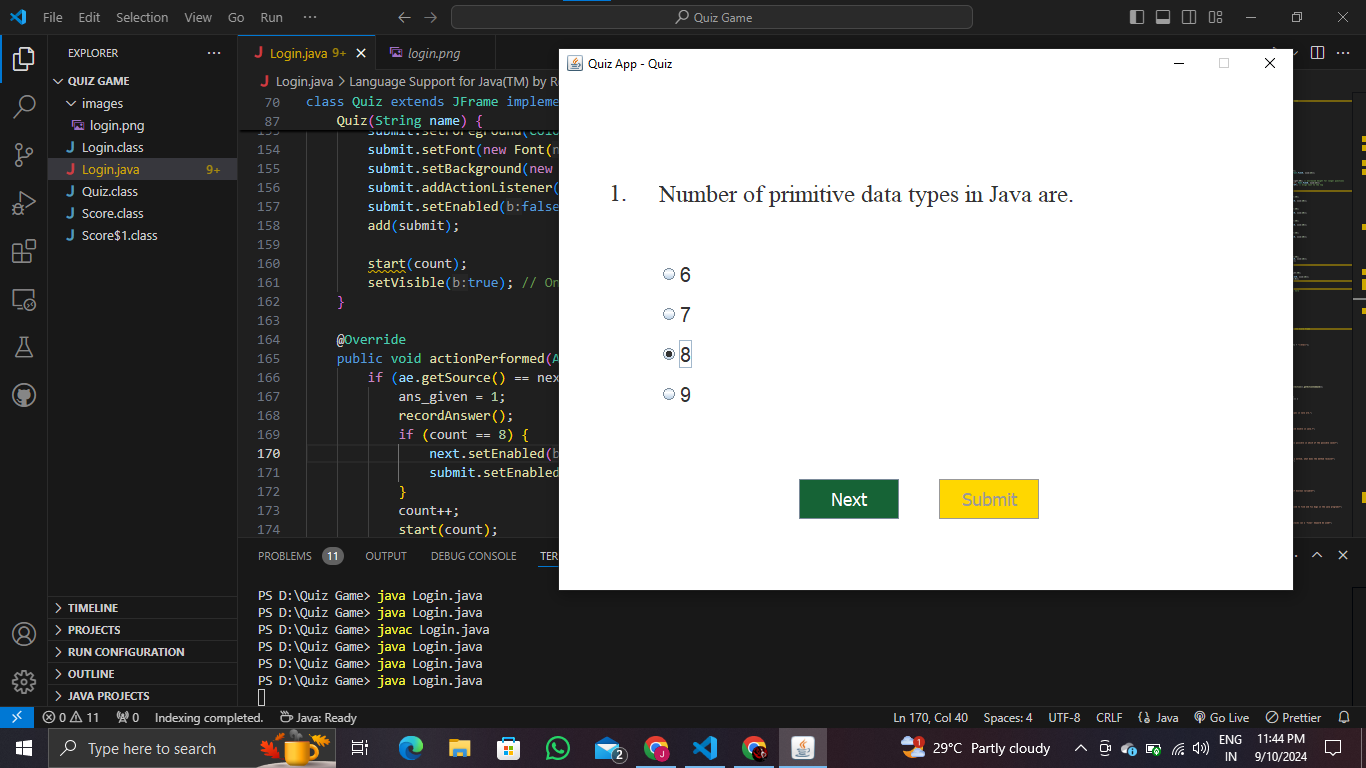 File Edit Selection View Go Run ··· Quiz Game
EXPLORER ···
QUIZ GAME
images
login.png
J Login.class
J Login.java 9+
J Quiz.class
J Score.class
J Score$1.class
TIMELINE
PROJECTS
RUN CONFIGURATION
OUTLINE
JAVA PROJECTS
J Login.java 9+ login.png
J Login.java > Language Support for Java(TM) by R
70 class Quiz extends JFrame impleme
87 Quiz(String name) {
154 submit.setFont(new Font(
155 submit.setBackground(new
156 submit.addActionListener(
157 submit.setEnabled(b:false
158 add(submit);
159
160 start(count);
161 setVisible(b:true); // On
162 }
163
164 @Override
165 public void actionPerformed(A
166 if (ae.getSource() == nex
167 ans_given = 1;
168 recordAnswer();
169 if (count == 8) {
170 next.setEnabled(b
171 submit.setEnabled
172 }
173 count++;
174 start(count);
PROBLEMS 11 OUTPUT DEBUG CONSOLE TER
PS D:\Quiz Game> java Login.java
PS D:\Quiz Game> java Login.java
PS D:\Quiz Game> javac Login.java
PS D:\Quiz Game> java Login.java
PS D:\Quiz Game> java Login.java
PS D:\Quiz Game> java Login.java
Quiz App - Quiz
1. Number of primitive data types in Java are.
6
7
8
9
Next Submit
0 11 0 Indexing completed. Java: Ready Ln 170, Col 40 Spaces: 4 UTF-8 CRLF Java Go Live Prettier
Type here to search 2 1 29°C Partly cloudy ENG 11:44 PM
IN 9/10/2024